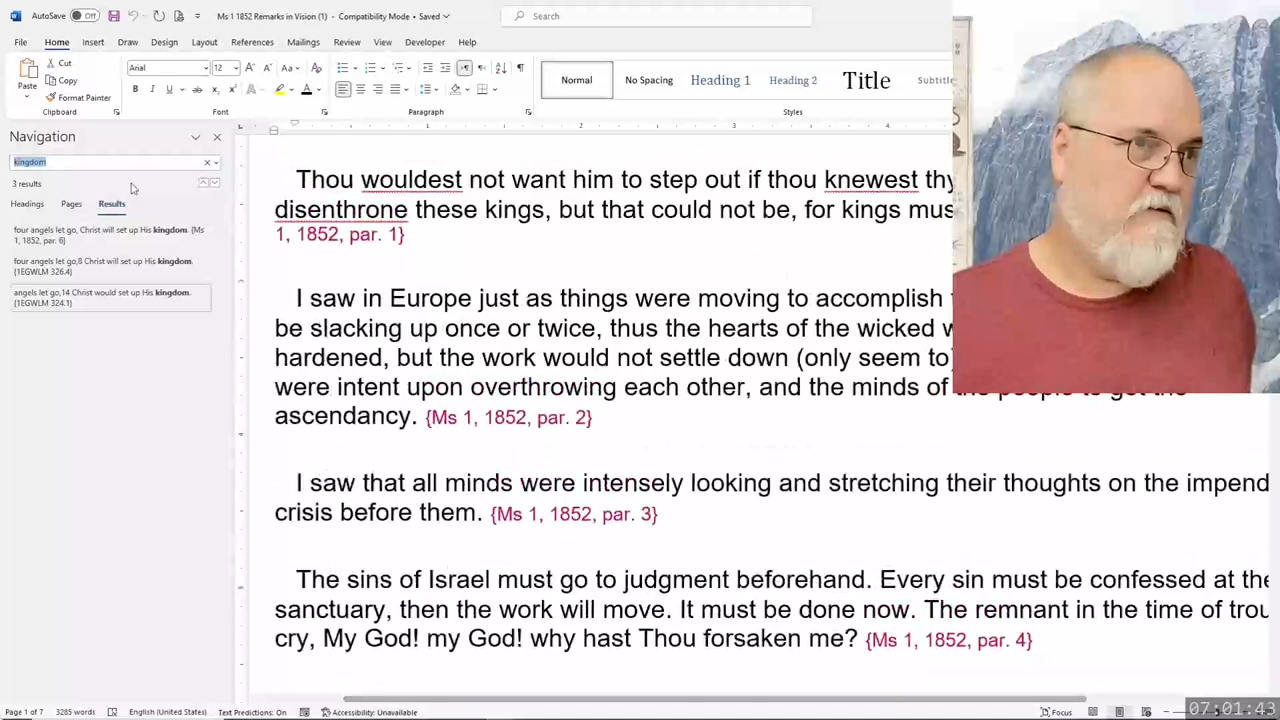 AutoSave Off Ms 1 1852 Remarks in Vision (1) - Compatibility Mode • Saved Search
File Home Insert Draw Design Layout References Mailings Review View Developer Help
Cut
Copy
Format Painter
Paste
Arial 12
Normal No Spacing Heading 1 Heading 2 Title Subtitle
Clipboard Font Paragraph Styles
Navigation
kingdom
3 results
Headings Pages Results
four angels let go, Christ will set up His kingdom. {Ms
1, 1852, par. 6}
four angels let go,8 Christ will set up His kingdom.
{1EGWLM 326.4}
angels let go,14 Christ would set up His kingdom.
{1EGWLM 324.1}
1 2 3 4
Thou wouldest not want him to step out if thou knewest thy
disenthrone these kings, but that could not be, for kings mus
1, 1852, par. 1}
I saw in Europe just as things were moving to accomplish
be slacking up once or twice, thus the hearts of the wicked w
hardened, but the work would not settle down (only seem to)
were intent upon overthrowing each other, and the minds of the people to get the
ascendancy. {Ms 1, 1852, par. 2}
I saw that all minds were intensely looking and stretching their thoughts on the impend
crisis before them. {Ms 1, 1852, par. 3}
The sins of Israel must go to judgment beforehand. Every sin must be confessed at the
sanctuary, then the work will move. It must be done now. The remnant in the time of trou
cry, My God! my God! why hast Thou forsaken me? {Ms 1, 1852, par. 4}
Page 1 of 7 3285 words English (United States) Text Predictions: On Accessibility: Unavailable Focus
07:01:43